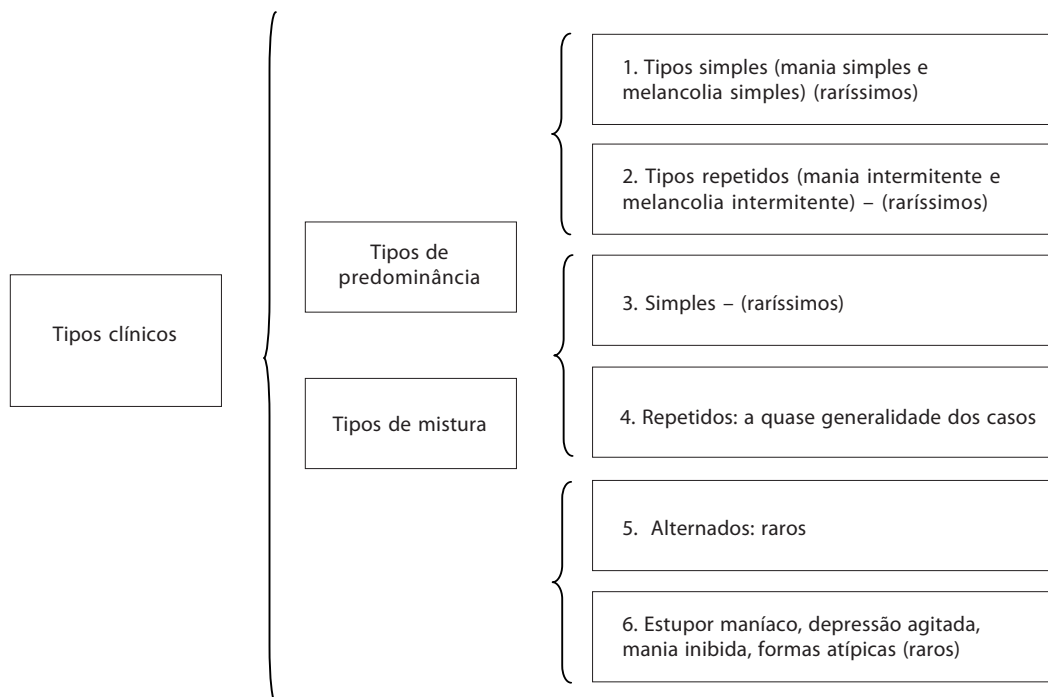 Tipos clínicos
Tipos de
predominância
Tipos de mistura
1. Tipos simples (mania simples e
melancolia simples) (raríssimos)
2. Tipos repetidos (mania intermitente e
melancolia intermitente) – (raríssimos)
3. Simples – (raríssimos)
4. Repetidos: a quase generalidade dos casos
5. Alternados: raros
6. Estupor maníaco, depressão agitada,
mania inibida, formas atípicas (raros)